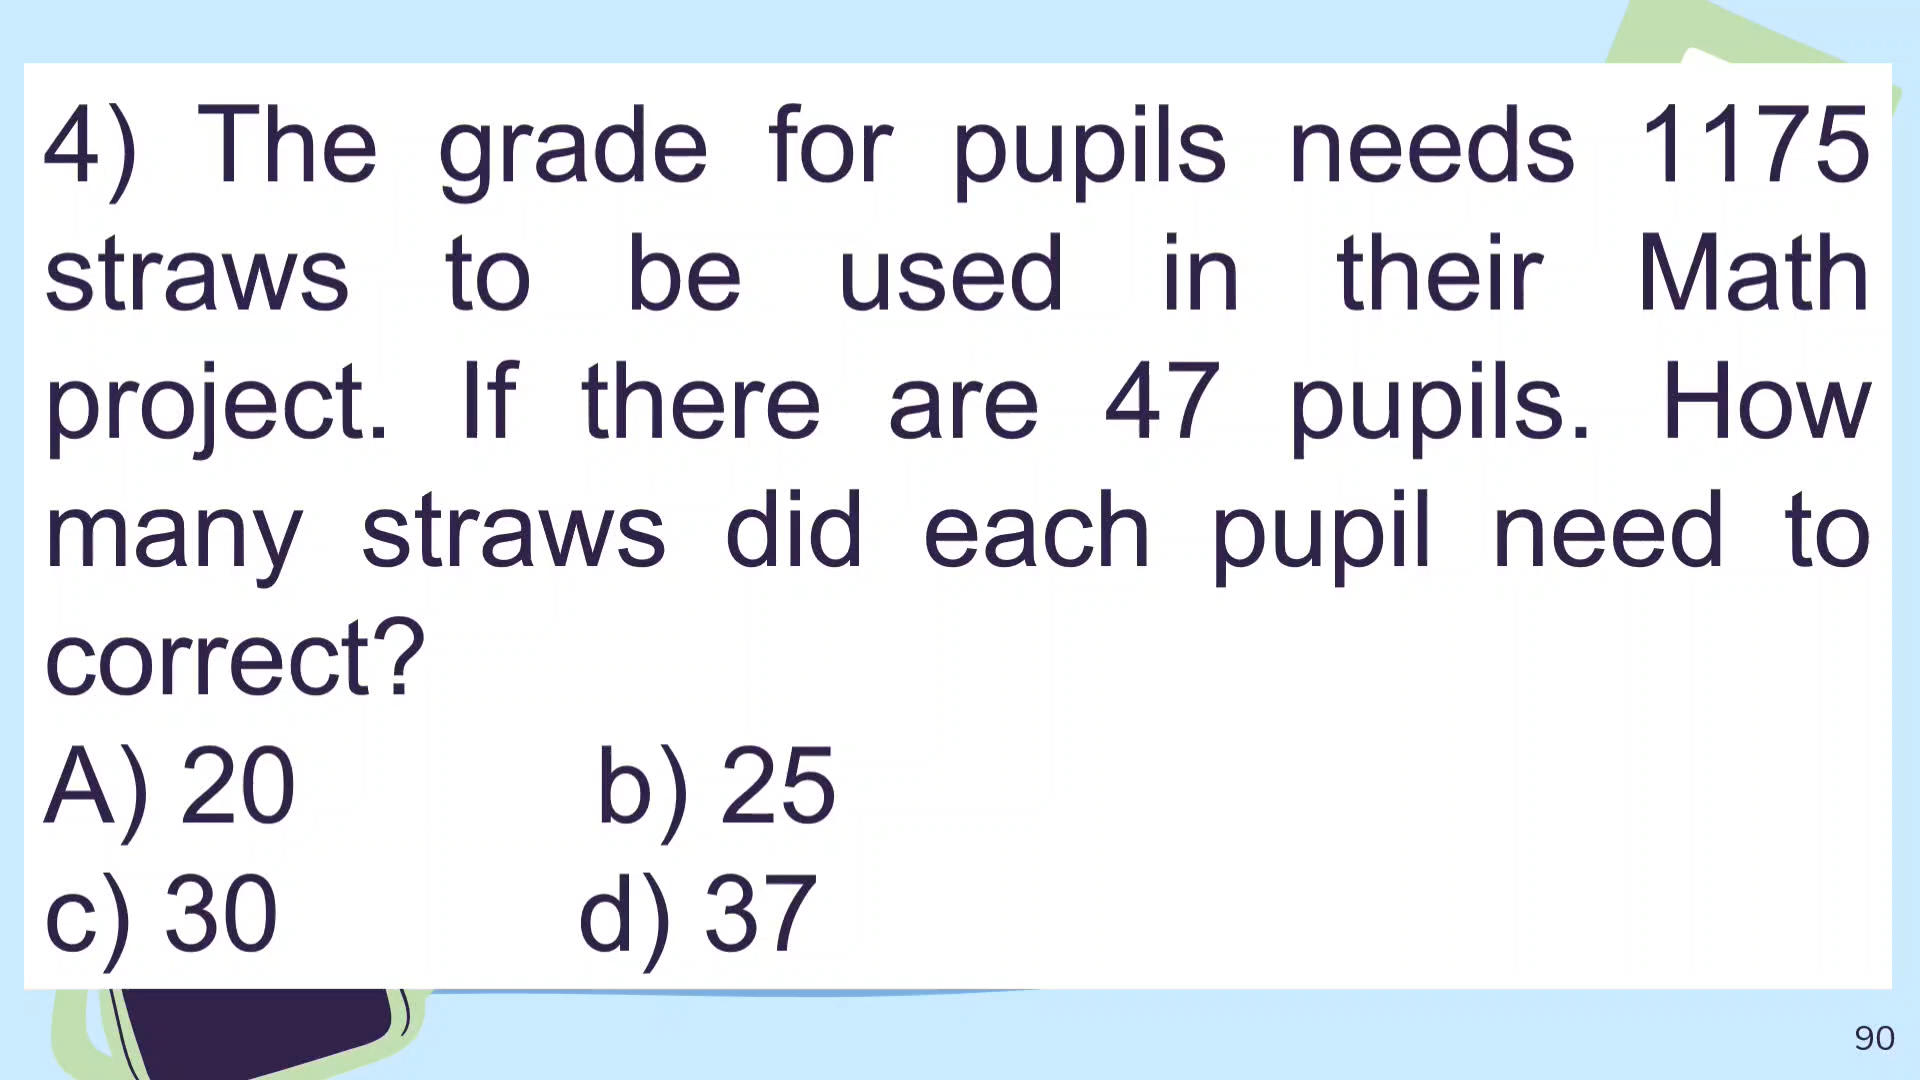 4) The grade for pupils needs 1175
straws to be used in their Math
project. If there are 47 pupils. How
many straws did each pupil need to
correct?
A) 20 b) 25
c) 30 d) 37
90